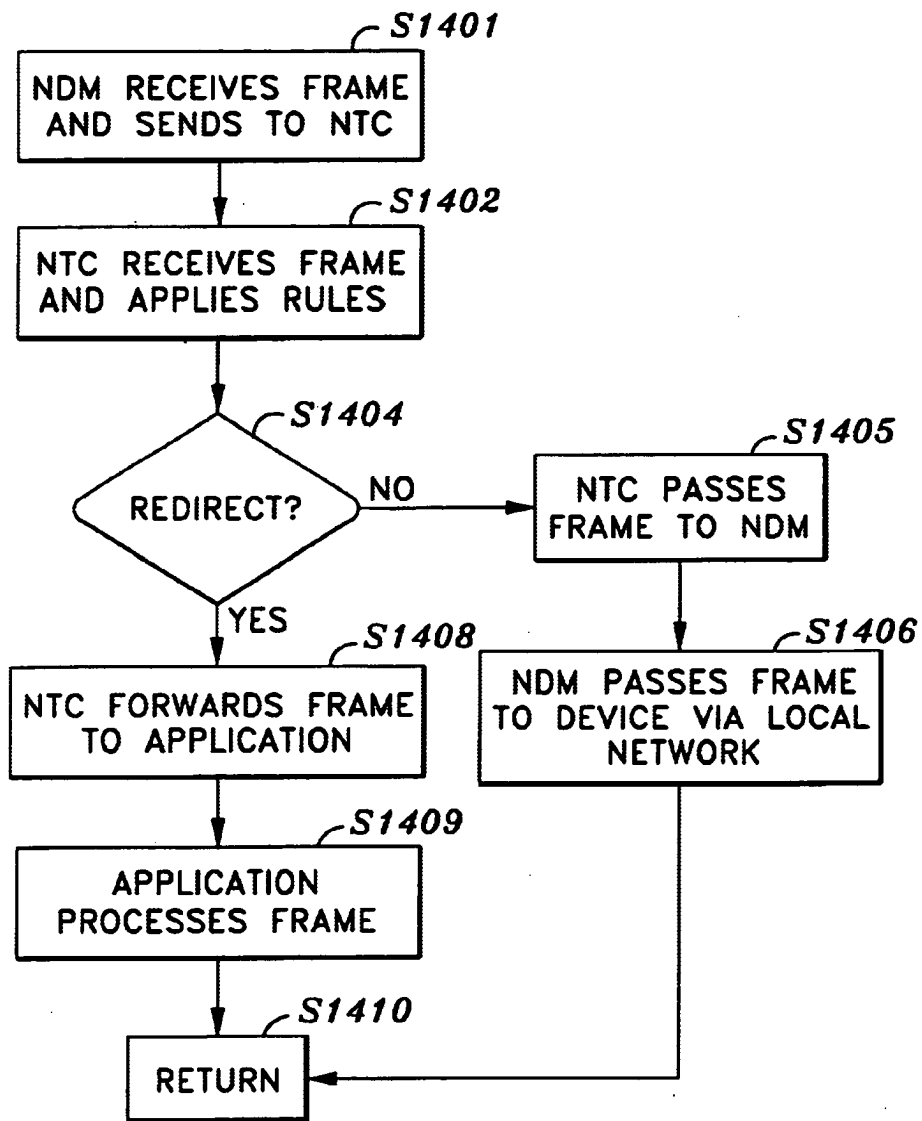 S1401
NDM RECEIVES FRAME
AND SENDS TO NTC
S1402
NTC RECEIVES FRAME
AND APPLIES RULES
S1404
REDIRECT?
NO
YES
S1405
NTC PASSES
FRAME TO NDM
S1406
NDM PASSES FRAME
TO DEVICE VIA LOCAL
NETWORK
S1408
NTC FORWARDS FRAME
TO APPLICATION
S1409
APPLICATION
PROCESSES FRAME
S1410
RETURN